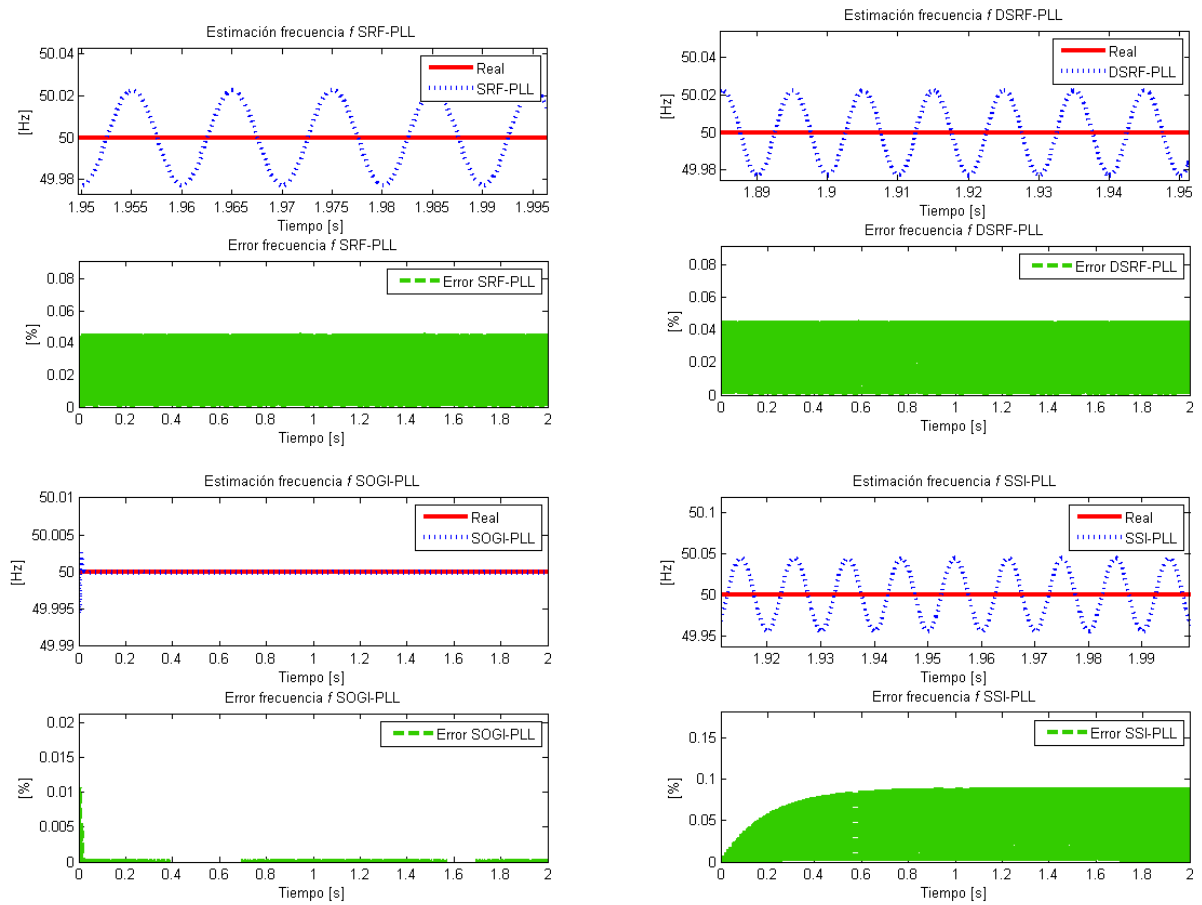 Estimación frecuencia f SRF-PLL
50.04
50.02
50
49.98
[Hz]
Real
SRF-PLL
1.95 1.955 1.96 1.965 1.97 1.975 1.98 1.985 1.99 1.995
Tiempo [s]
Error frecuencia f SRF-PLL
0.08
0.06
0.04
0.02
0
[%]
Error SRF-PLL
0 0.2 0.4 0.6 0.8 1 1.2 1.4 1.6 1.8 2
Tiempo [s]
Estimación frecuencia f DSRF-PLL
50.04
50.02
50
49.98
[Hz]
Real
DSRF-PLL
1.89 1.9 1.91 1.92 1.93 1.94 1.95
Tiempo [s]
Error frecuencia f DSRF-PLL
0.08
0.06
0.04
0.02
0
[%]
Error DSRF-PLL
0 0.2 0.4 0.6 0.8 1 1.2 1.4 1.6 1.8 2
Tiempo [s]
Estimación frecuencia f SOGI-PLL
50.01
50.005
50
49.995
49.99
[Hz]
Real
SOGI-PLL
0 0.2 0.4 0.6 0.8 1 1.2 1.4 1.6 1.8 2
Tiempo [s]
Error frecuencia f SOGI-PLL
0.02
0.015
0.01
0.005
0
[%]
Error SOGI-PLL
0 0.2 0.4 0.6 0.8 1 1.2 1.4 1.6 1.8 2
Tiempo [s]
Estimación frecuencia f SSI-PLL
50.1
50.05
50
49.95
[Hz]
Real
SSI-PLL
1.92 1.93 1.94 1.95 1.96 1.97 1.98 1.99
Tiempo [s]
Error frecuencia f SSI-PLL
0.15
0.1
0.05
0
[%]
Error SSI-PLL
0 0.2 0.4 0.6 0.8 1 1.2 1.4 1.6 1.8 2
Tiempo [s]